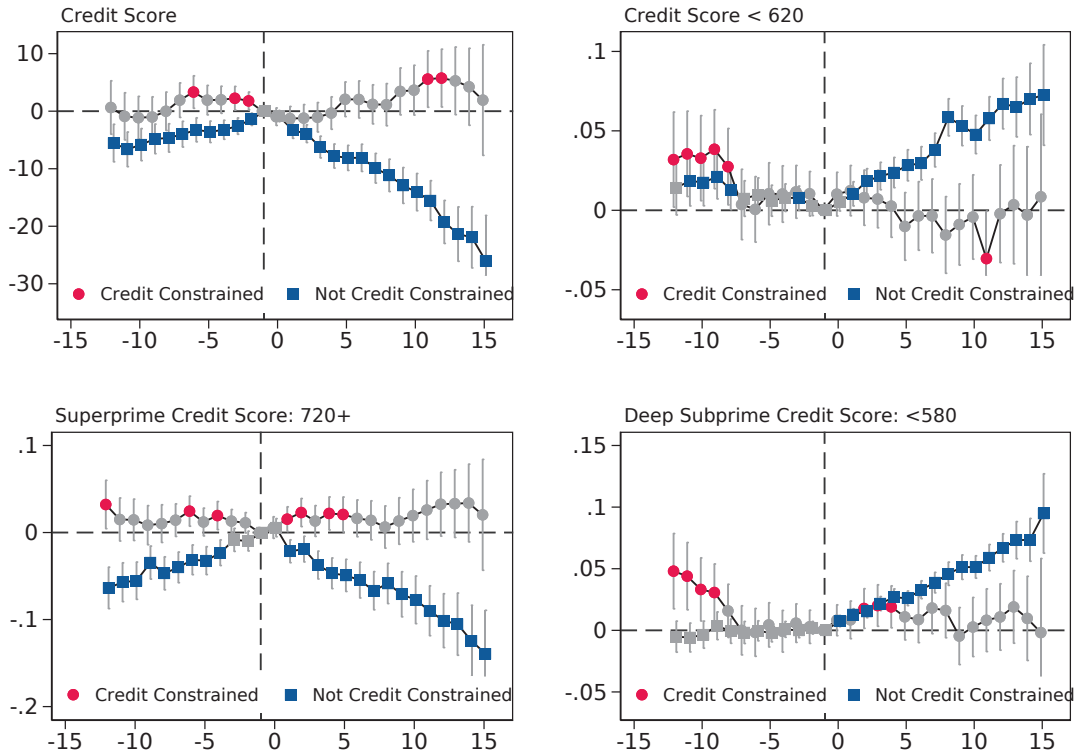 Credit Score
10
0
-10
-20
-30
Credit Constrained Not Credit Constrained
-15 -10 -5 0 5 10 15
Credit Score < 620
.1
.05
0
-.05
Credit Constrained Not Credit Constrained
-15 -10 -5 0 5 10 15
Superprime Credit Score: 720+
.1
0
-.1
-.2
Credit Constrained Not Credit Constrained
-15 -10 -5 0 5 10 15
Deep Subprime Credit Score: <580
.15
.1
.05
0
-.05
Credit Constrained Not Credit Constrained
-15 -10 -5 0 5 10 15